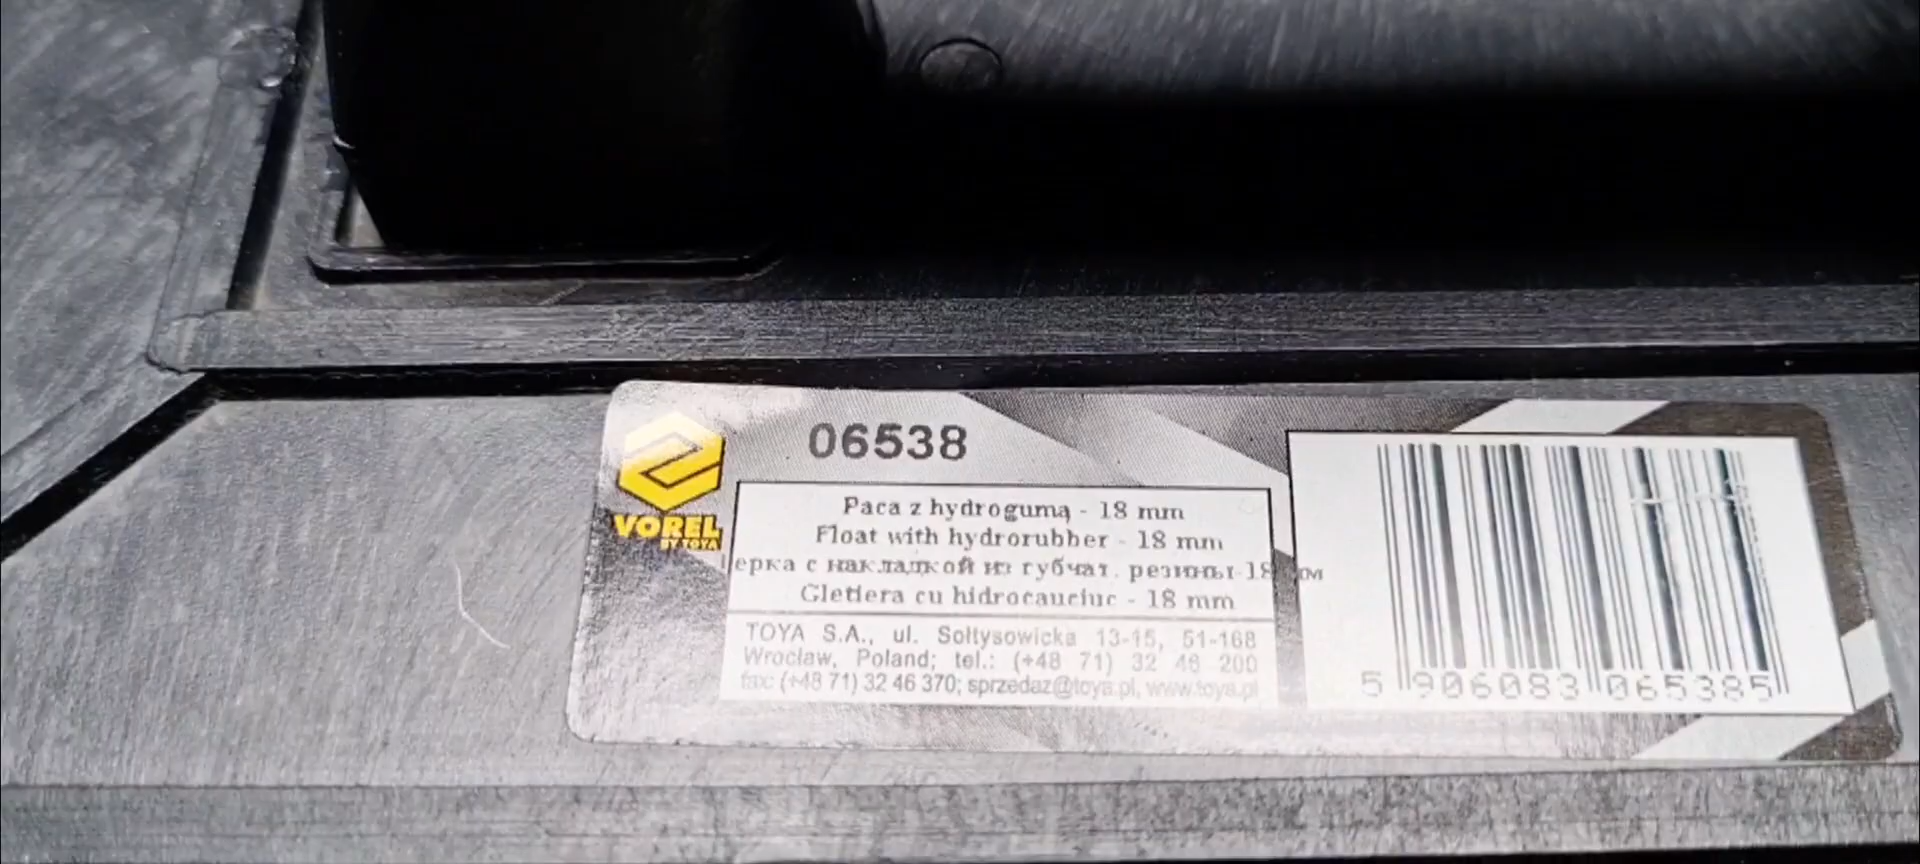 06538
VOREL
BY TOYA
Paca z hydrogumą - 18 mm
Float with hydrorubber - 18 mm
ерка с накладкой из губчат. резины-18 мм
Gletiera cu hidrocauciuc - 18 mm
TOYA S.A., ul. Sołtysowicka 13-15, 51-168
Wrocław, Poland; tel.: (+48 71) 32 46 200
fax: (+48 71) 32 46 370; sprzedaz@toya.pl, www.toya.pl
5 906083 065385